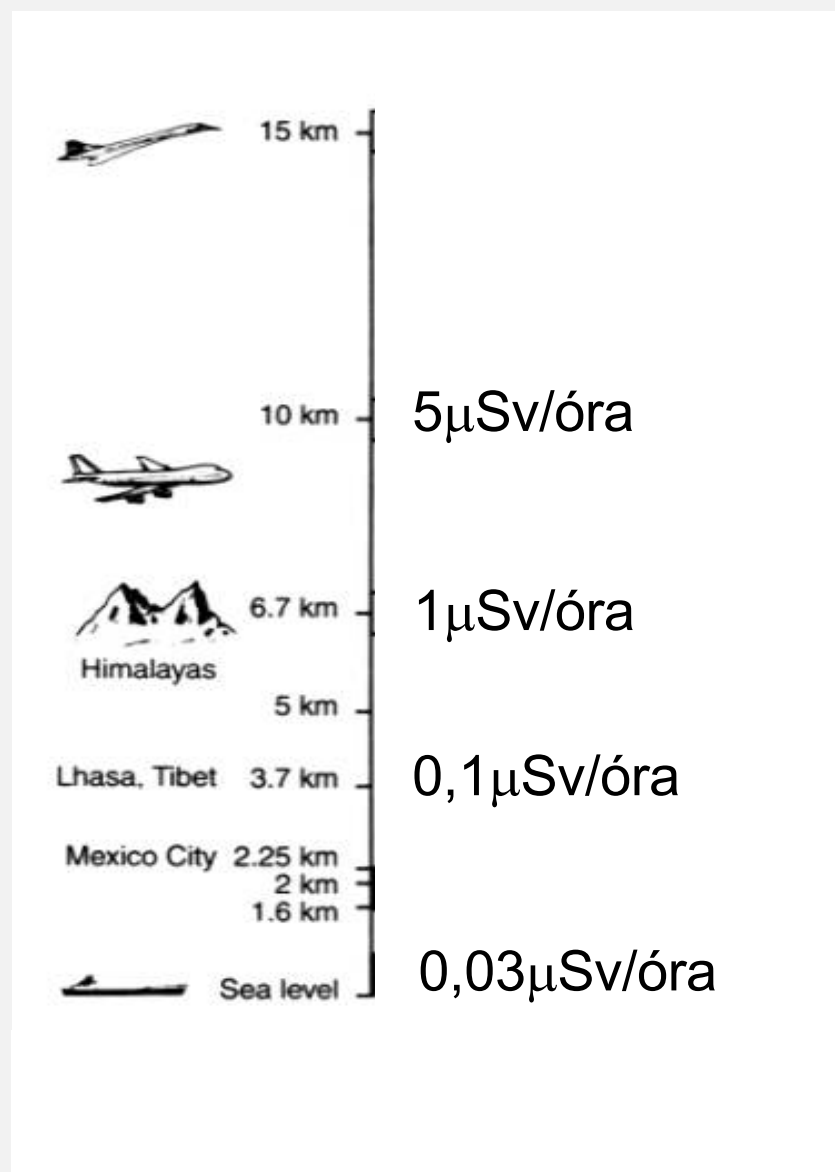 15 km
10 km 5μSv/óra
6.7 km 1μSv/óra
Himalayas
5 km
Lhasa, Tibet 3.7 km 0,1μSv/óra
Mexico City 2.25 km
2 km
1.6 km
Sea level 0,03μSv/óra